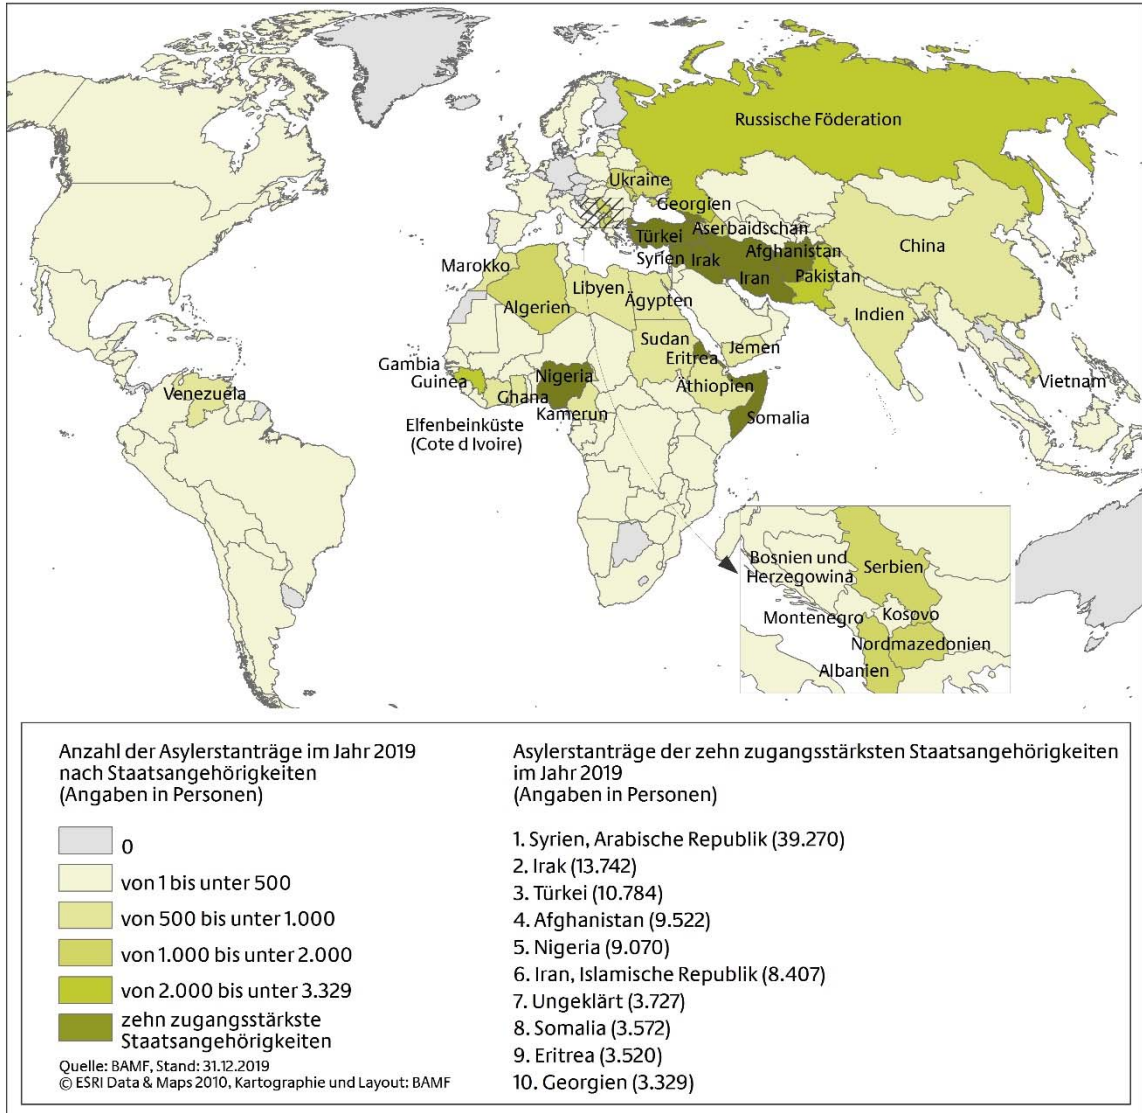 Russische Föderation
Ukraine
Georgien
Aserbaidschan
Türkei
Afghanistan
China
Syrien
Irak
Iran
Pakistan
Marokko
Libyen
Ägypten
Algerien
Indien
Sudan
Jemen
Eritrea
Gambia
Guinea
Nigeria
Vietnam
Venezuela
Ghana
Äthiopien
Kamerun
Somalia
Elfenbeinküste
(Cote d Ivoire)
Bosnien und
Herzegowina
Serbien
Montenegro
Kosovo
Nordmazedonien
Albanien
Anzahl der Asylerstanträge im Jahr 2019
nach Staatsangehörigkeiten
(Angaben in Personen)
0
von 1 bis unter 500
von 500 bis unter 1.000
von 1.000 bis unter 2.000
von 2.000 bis unter 3.329
zehn zugangsstärkste
Staatsangehörigkeiten
Quelle: BAMF, Stand: 31.12.2019
© ESRI Data & Maps 2010, Kartographie und Layout: BAMF
Asylerstanträge der zehn zugangsstärksten Staatsangehörigkeiten
im Jahr 2019
(Angaben in Personen)
1. Syrien, Arabische Republik (39.270)
2. Irak (13.742)
3. Türkei (10.784)
4. Afghanistan (9.522)
5. Nigeria (9.070)
6. Iran, Islamische Republik (8.407)
7. Ungeklärt (3.727)
8. Somalia (3.572)
9. Eritrea (3.520)
10. Georgien (3.329)